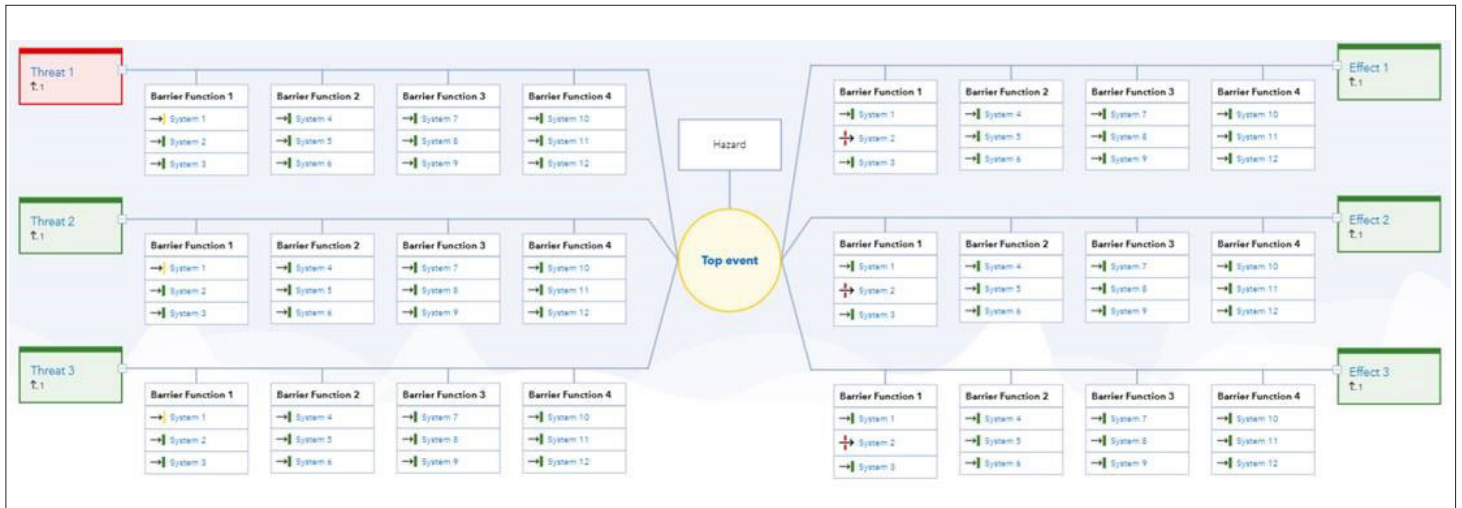 Threat 1
1
Barrier Function 1
System 1
System 2
System 3
Barrier Function 2
System 4
System 5
System 6
Barrier Function 3
System 7
System 8
System 9
Barrier Function 4
System 10
System 11
System 12
Threat 2
1
Barrier Function 1
System 1
System 2
System 3
Barrier Function 2
System 4
System 5
System 6
Barrier Function 3
System 7
System 8
System 9
Barrier Function 4
System 10
System 11
System 12
Threat 3
1
Barrier Function 1
System 1
System 2
System 3
Barrier Function 2
System 4
System 5
System 6
Barrier Function 3
System 7
System 8
System 9
Barrier Function 4
System 10
System 11
System 12
Hazard
Top event
Effect 1
1
Barrier Function 1
System 1
System 2
System 3
Barrier Function 2
System 4
System 5
System 6
Barrier Function 3
System 7
System 8
System 9
Barrier Function 4
System 10
System 11
System 12
Effect 2
1
Barrier Function 1
System 1
System 2
System 3
Barrier Function 2
System 4
System 5
System 6
Barrier Function 3
System 7
System 8
System 9
Barrier Function 4
System 10
System 11
System 12
Effect 3
1
Barrier Function 1
System 1
System 2
System 3
Barrier Function 2
System 4
System 5
System 6
Barrier Function 3
System 7
System 8
System 9
Barrier Function 4
System 10
System 11
System 12